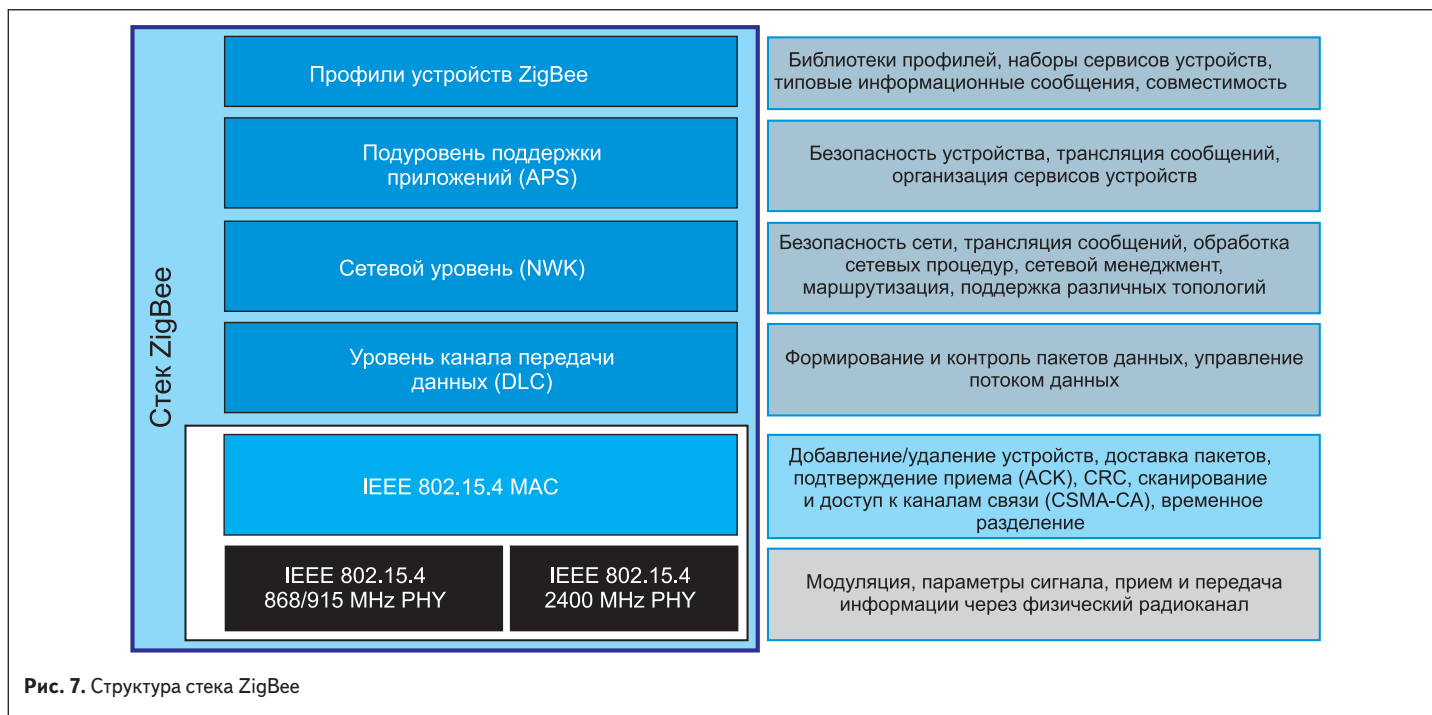 Стек ZigBee
Профили устройств ZigBee
Библиотеки профилей, наборы сервисов устройств,
типовые информационные сообщения, совместимость
Подуровень поддержки
приложений (APS)
Безопасность устройства, трансляция сообщений,
организация сервисов устройств
Сетевой уровень (NWK)
Безопасность сети, трансляция сообщений, обработка
сетевых процедур, сетевой менеджмент,
маршрутизация, поддержка различных топологий
Уровень канала передачи
данных (DLC)
Формирование и контроль пакетов данных, управление
потоком данных
IEEE 802.15.4 MAC
Добавление/удаление устройств, доставка пакетов,
подтверждение приема (ACK), CRC, сканирование
и доступ к каналам связи (CSMA-CA), временное
разделение
IEEE 802.15.4
868/915 MHz PHY
IEEE 802.15.4
2400 MHz PHY
Модуляция, параметры сигнала, прием и передача
информации через физический радиоканал
Рис. 7. Структура стека ZigBee